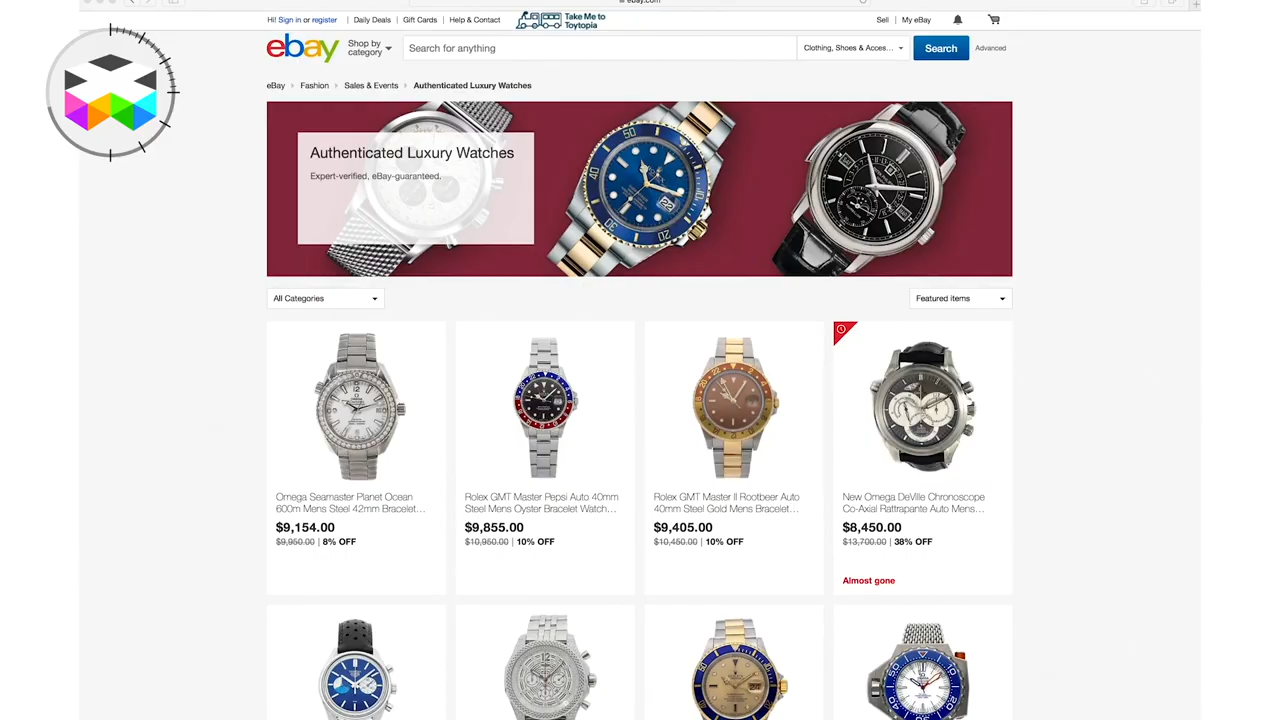 ebay.com
Hi! Sign in or register
Daily Deals
Gift Cards
Help & Contact
Take Me to
Toytopia
Sell
My eBay
ebay
Shop by
category
Search for anything
Clothing, Shoes & Acces...
Search
Advanced
eBay
Fashion
Sales & Events
Authenticated Luxury Watches
Authenticated Luxury Watches
Expert-verified, eBay-guaranteed.
All Categories
Featured items
Omega Seamaster Planet Ocean
600m Mens Steel 42mm Bracelet...
$9,154.00
$9,950.00 | 8% OFF
Rolex GMT Master Pepsi Auto 40mm
Steel Mens Oyster Bracelet Watch...
$9,855.00
$10,950.00 | 10% OFF
Rolex GMT Master II Rootbeer Auto
40mm Steel Gold Mens Bracelet...
$9,405.00
$10,450.00 | 10% OFF
New Omega DeVille Chronoscope
Co-Axial Rattrapante Auto Mens...
$8,450.00
$13,700.00 | 38% OFF
Almost gone